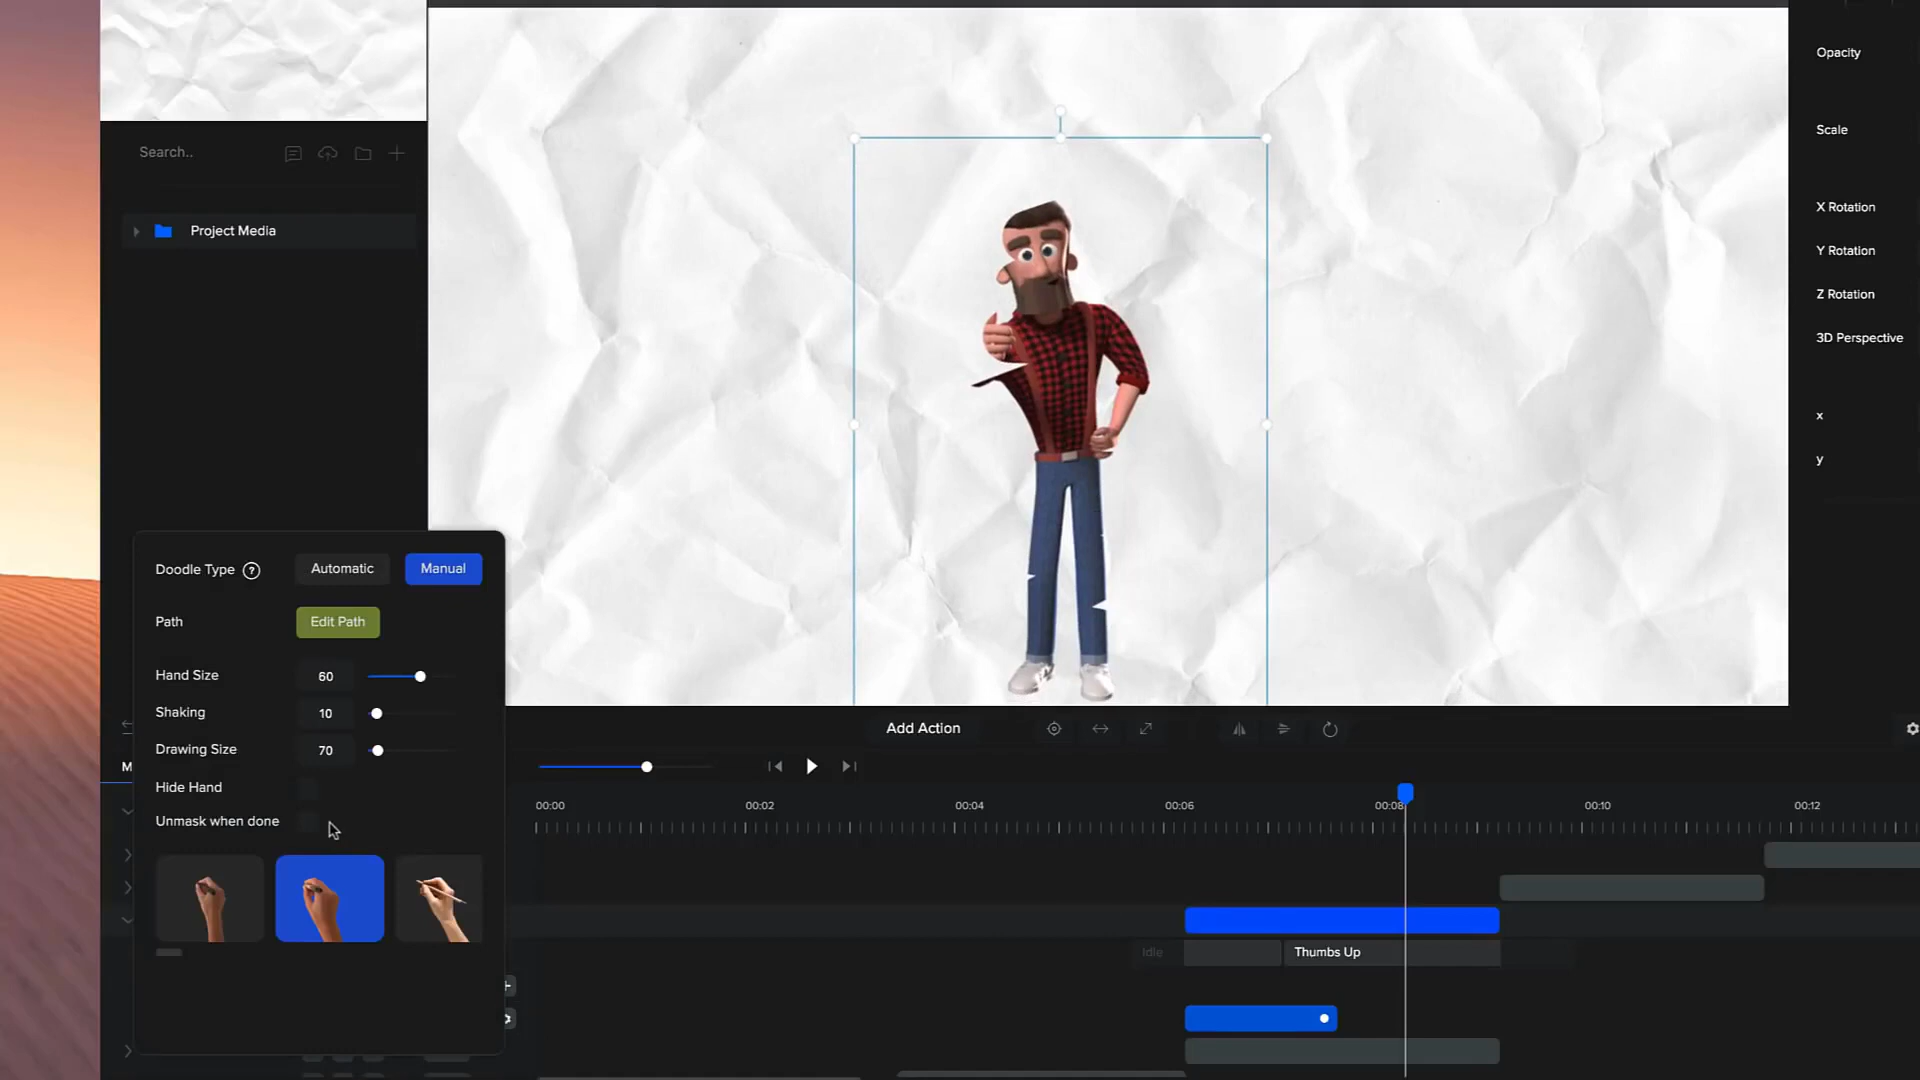 Search..
Project Media
Doodle Type ?
Automatic
Manual
Path
Edit Path
Hand Size
60
Shaking
10
Drawing Size
70
Hide Hand
Unmask when done
Opacity
Scale
X Rotation
Y Rotation
Z Rotation
3D Perspective
x
y
Add Action
M
00:00 00:02 00:04 00:06 00:08 00:10 00:12
Idle
Thumbs Up